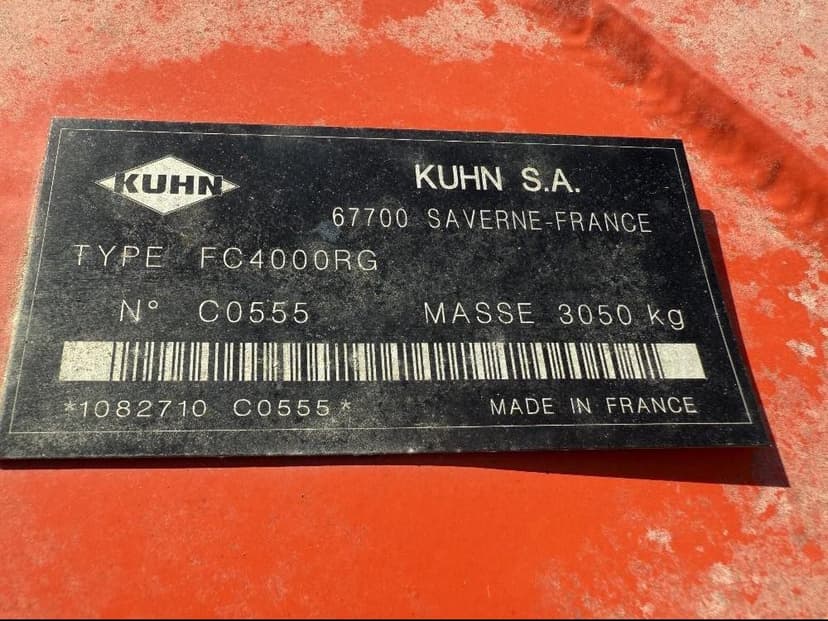 KUHN
KUHN S.A.
67700 SAVERNE-FRANCE
TYPE FC4000RG
N° C0555 MASSE 3050 kg
*1082710 C0555*
MADE IN FRANCE